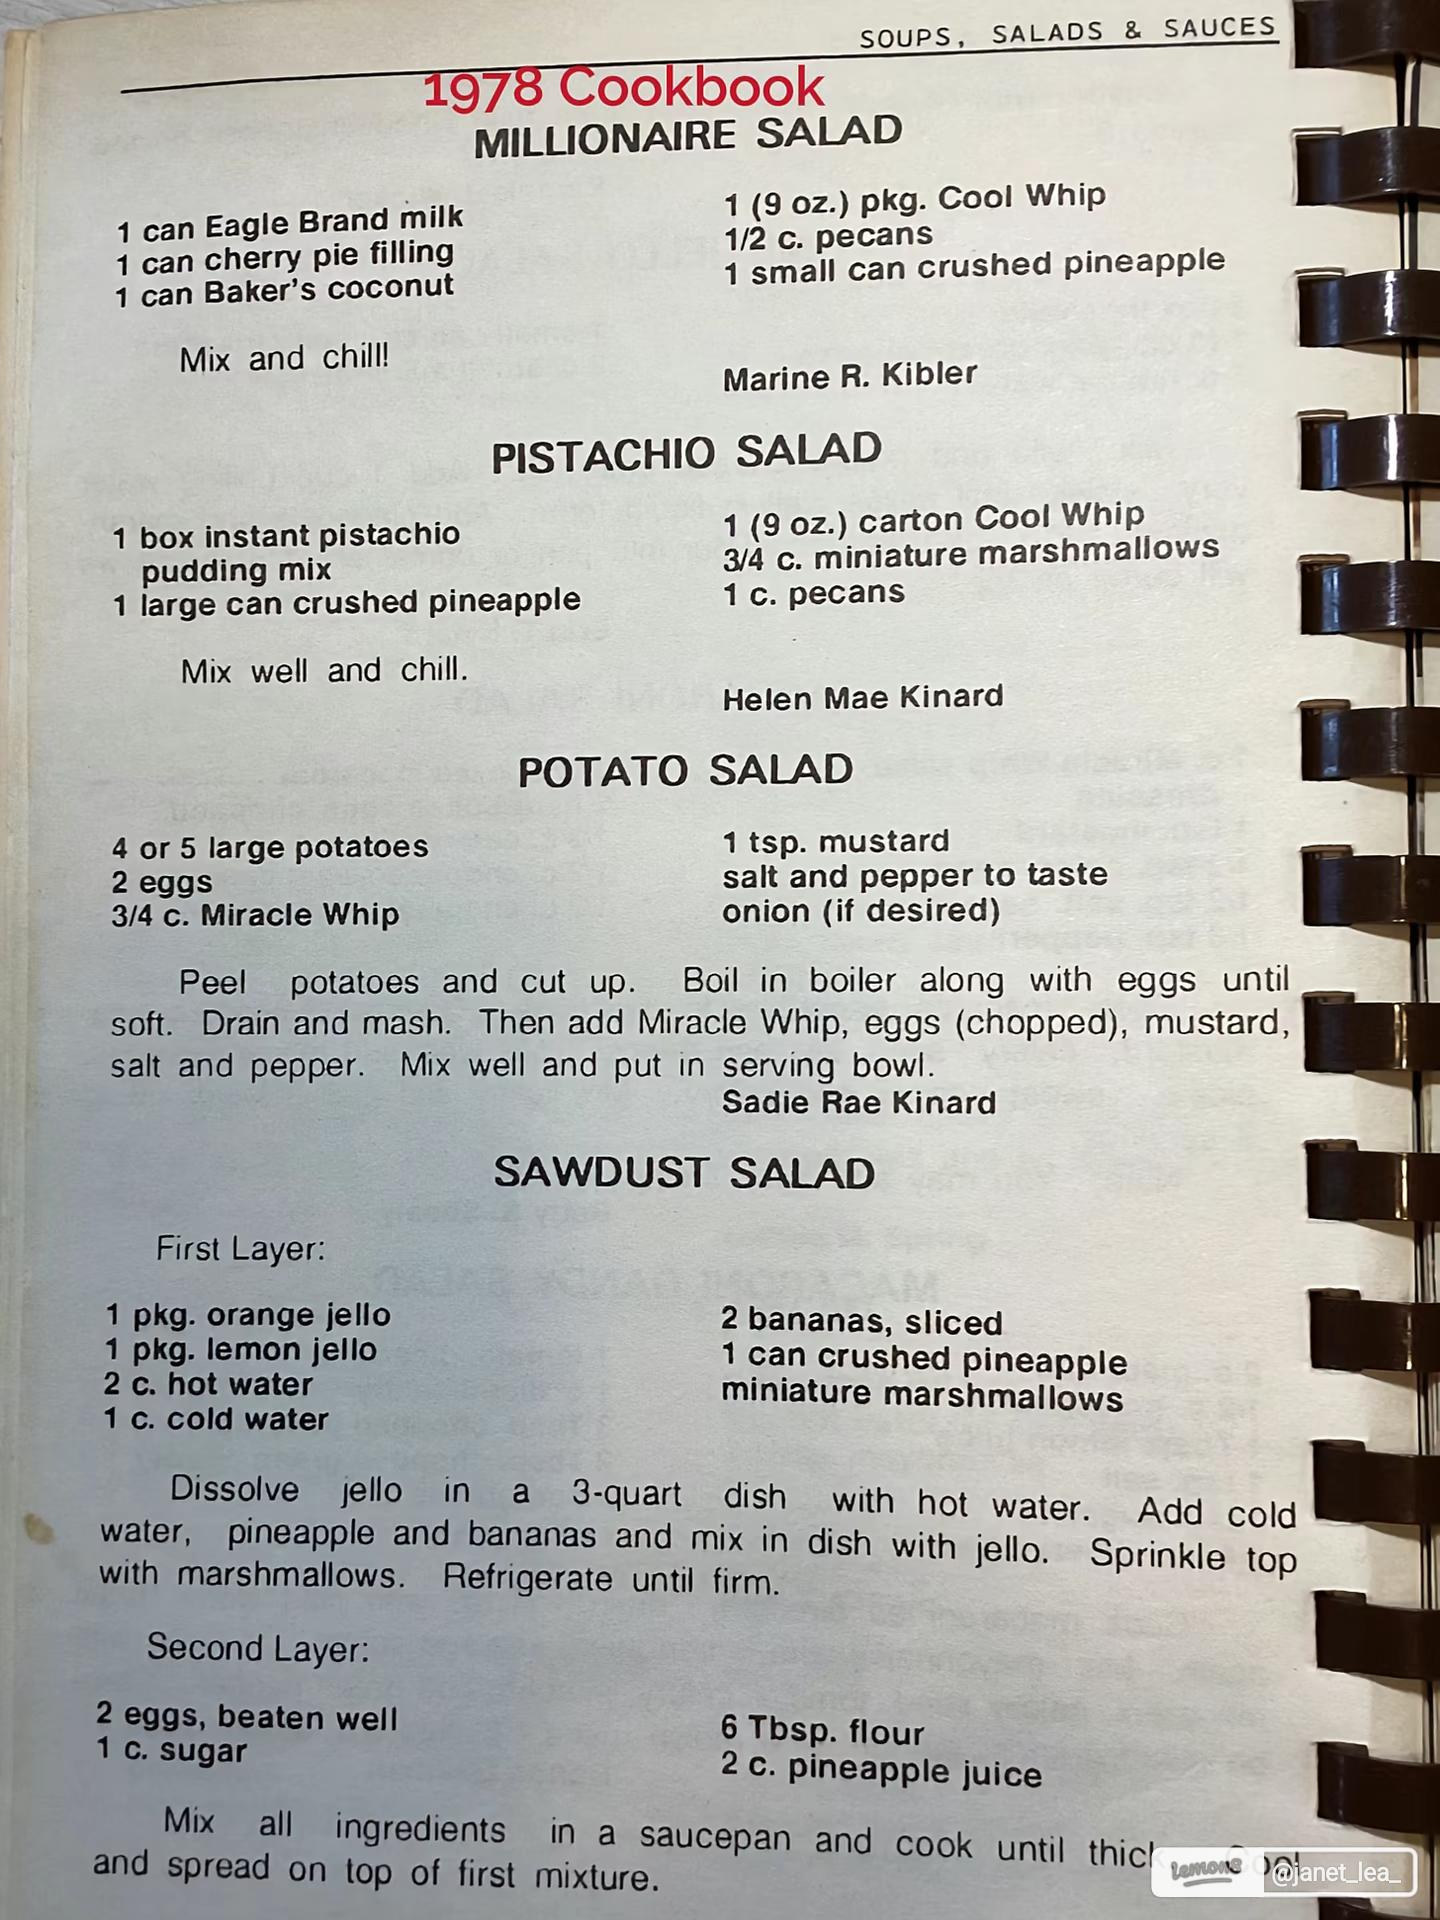 SOUPS, SALADS & SAUCES
1978 Cookbook
MILLIONAIRE SALAD
1 can Eagle Brand milk
1 can cherry pie filling
1 can Baker's coconut
1 (9 oz.) pkg. Cool Whip
1/2 c. pecans
1 small can crushed pineapple
Mix and chill!
Marine R. Kibler
PISTACHIO SALAD
1 box instant pistachio
pudding mix
1 large can crushed pineapple
1 (9 oz.) carton Cool Whip
3/4 c. miniature marshmallows
1 c. pecans
Mix well and chill.
Helen Mae Kinard
POTATO SALAD
4 or 5 large potatoes
2 eggs
3/4 c. Miracle Whip
1 tsp. mustard
salt and pepper to taste
onion (if desired)
Peel potatoes and cut up. Boil in boiler along with eggs until
soft. Drain and mash. Then add Miracle Whip, eggs (chopped), mustard,
salt and pepper. Mix well and put in serving bowl.
Sadie Rae Kinard
SAWDUST SALAD
First Layer:
1 pkg. orange jello
1 pkg. lemon jello
2 c. hot water
1 c. cold water
2 bananas, sliced
1 can crushed pineapple
miniature marshmallows
Dissolve jello in a 3-quart dish with hot water. Add cold
water, pineapple and bananas and mix in dish with jello. Sprinkle top
with marshmallows. Refrigerate until firm.
Second Layer:
2 eggs, beaten well
1 c. sugar
6 Tbsp. flour
2 c. pineapple juice
Mix all ingredients in a saucepan and cook until thick. Cool
and spread on top of first mixture.
lemon8 @janet_lea_